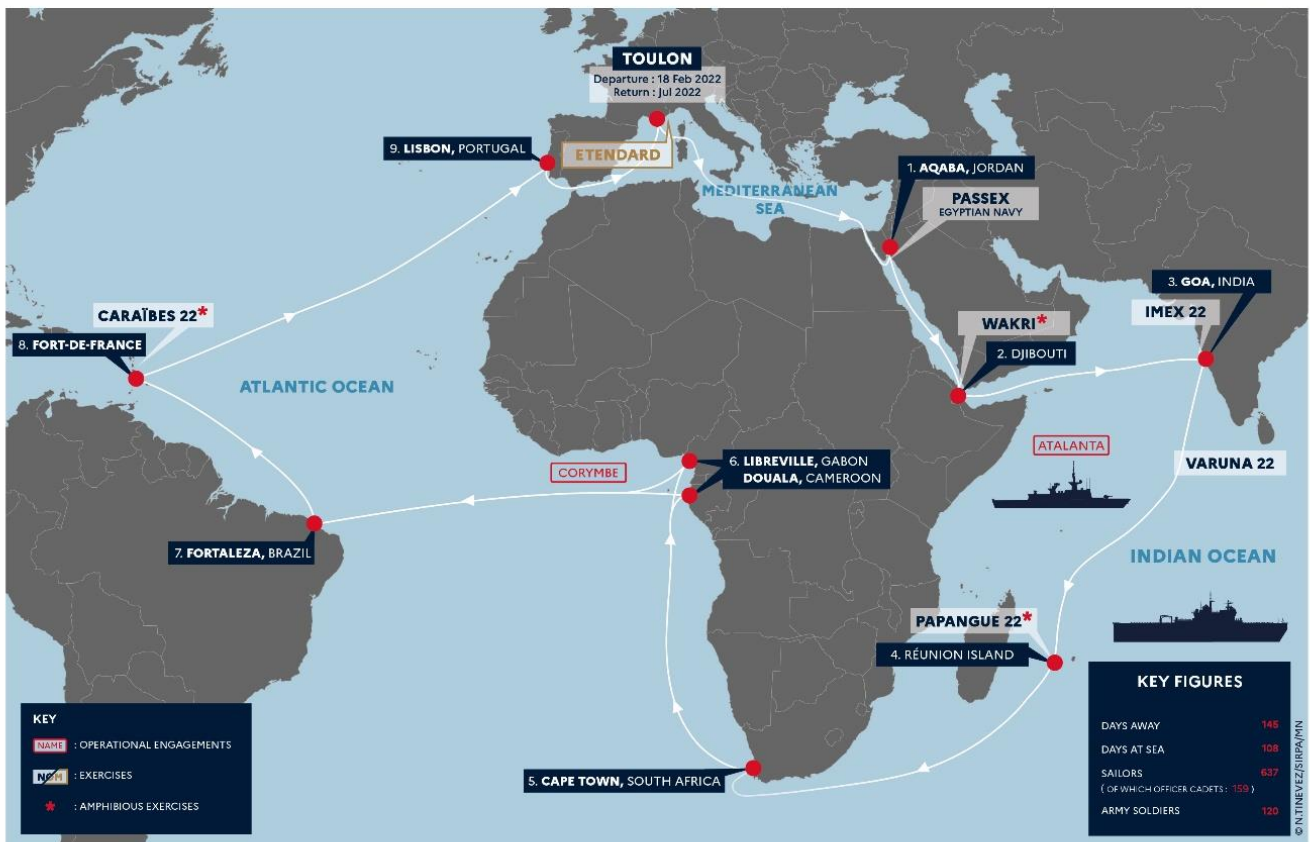 TOULON
Departure : 18 Feb 2022
Return : Jul 2022
9. LISBON, PORTUGAL
ETENDARD
MEDITERRANEAN
SEA
1. AQABA, JORDAN
PASSEX
EGYPTIAN NAVY
3. GOA, INDIA
IMEX 22
CARAÏBES 22*
8. FORT-DE-FRANCE
WAKRI*
2. DJIBOUTI
ATLANTIC OCEAN
ATALANTA
6. LIBREVILLE, GABON
DOUALA, CAMEROON
CORYMBE
VARUNA 22
7. FORTALEZA, BRAZIL
INDIAN OCEAN
PAPANGUE 22*
4. RÉUNION ISLAND
5. CAPE TOWN, SOUTH AFRICA
KEY
NAME : OPERATIONAL ENGAGEMENTS
NOM : EXERCISES
* : AMPHIBIOUS EXERCISES
KEY FIGURES
DAYS AWAY 145
DAYS AT SEA 108
SAILORS 637
( OF WHICH OFFICER CADETS : 159 )
ARMY SOLDIERS 120
© N.TINEVEZ/SIRPA/MN